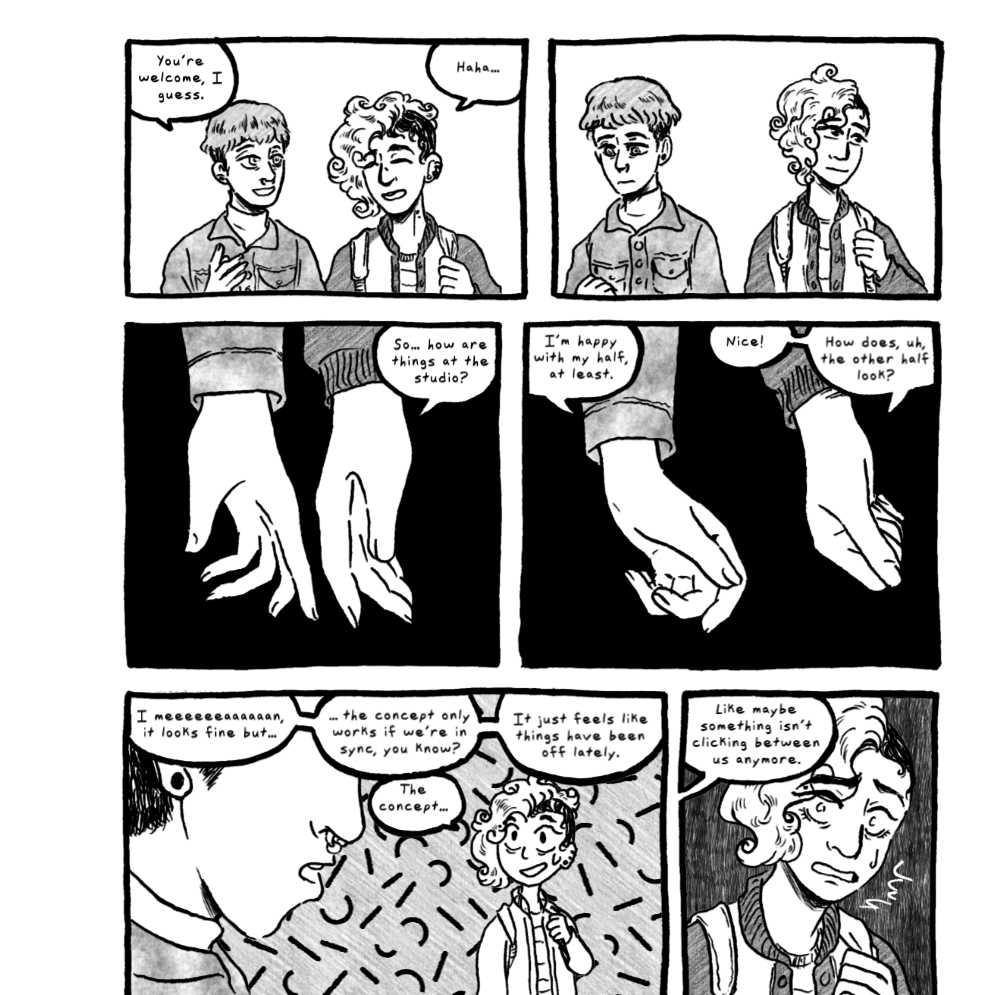 You're
welcome, I
guess.
Haha...
So... how are
things at the
studio?
I'm happy
with my half,
at least.
Nice!
How does, uh,
the other half
look?
I meeeeeeaaaaaan,
it looks fine but...
... the concept only
works if we're in
sync, you know?
It just feels like
things have been
off lately.
The
concept...
Like maybe
something isn't
clicking between
us anymore.